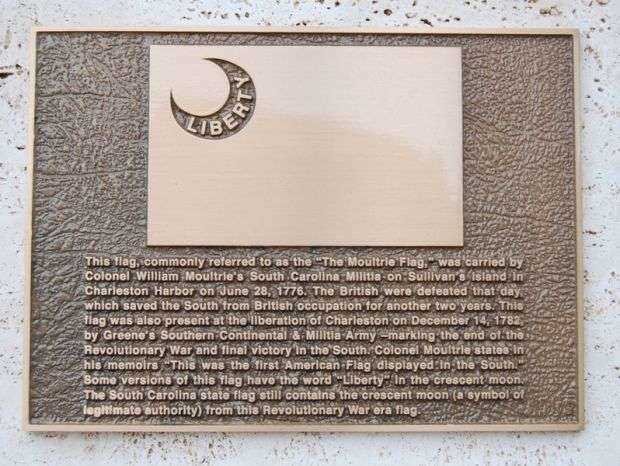 LIBERTY
This flag, commonly referred to as the "The Moultrie Flag," was carried by
Colonel William Moultrie's South Carolina Militia on Sullivan's Island in
Charleston Harbor on June 28, 1776. The British were defeated that day,
which saved the South from British occupation for another two years. This
flag was also present at the liberation of Charleston on December 14, 1782,
by Greene's Southern Continental & Militia Army –marking the end of the
Revolutionary War and final victory in the South. Colonel Moultrie states in
his memoirs "This was the first American Flag displayed in the South."
Some versions of this flag have the word "Liberty" in the crescent moon.
The South Carolina state flag still contains the crescent moon (a symbol of
legitimate authority) from this Revolutionary War era flag.